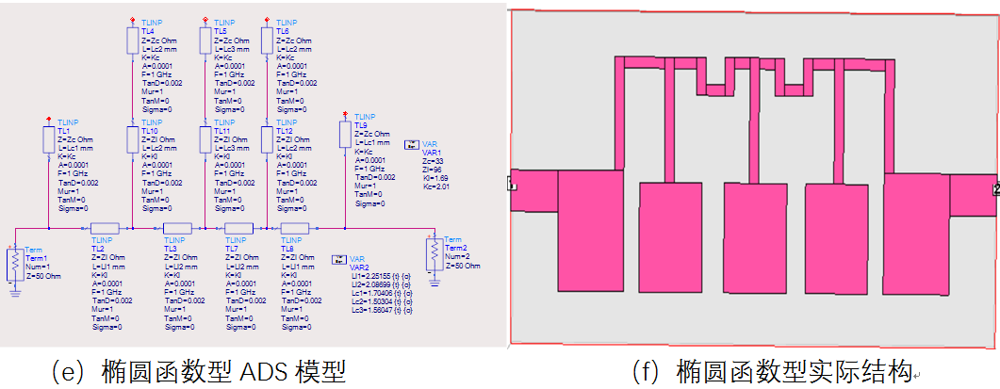 TLINP
TL4
Z=Zc Ohm
L=Lc2 mm
K=Kc
A=0.0001
F=1 GHz
TanD=0.002
Mur=1
TanM=0
Sigma=0
TLINP
TL5
Z=Zc Ohm
L=Lc3 mm
K=Kc
A=0.0001
F=1 GHz
TanD=0.002
Mur=1
TanM=0
Sigma=0
TLINP
TL6
Z=Zc Ohm
L=Lc2 mm
K=Kc
A=0.0001
F=1 GHz
TanD=0.002
Mur=1
TanM=0
Sigma=0
TLINP
TL1
Z=Zc Ohm
L=Lc1 mm
K=Kc
A=0.0001
F=1 GHz
TanD=0.002
Mur=1
TanM=0
Sigma=0
TLINP
TL10
Z=Zl Ohm
L=Lc2 mm
K=Kl
A=0.0001
F=1 GHz
TanD=0.002
Mur=1
TanM=0
Sigma=0
TLINP
TL11
Z=Zl Ohm
L=Lc3 mm
K=Kl
A=0.0001
F=1 GHz
TanD=0.002
Mur=1
TanM=0
Sigma=0
TLINP
TL12
Z=Zl Ohm
L=Lc2 mm
K=Kl
A=0.0001
F=1 GHz
TanD=0.002
Mur=1
TanM=0
Sigma=0
TLINP
TL9
Z=Zc Ohm
L=Lc1 mm
K=Kc
A=0.0001
F=1 GHz
TanD=0.002
Mur=1
TanM=0
Sigma=0
VAR
VAR1
Zc=33
Zl=96
Kl=1.69
Kc=2.01
Term
Term1
Num=1
Z=50 Ohm
TLINP
TL2
Z=Zl Ohm
L=Ll1 mm
K=Kl
A=0.0001
F=1 GHz
TanD=0.002
Mur=1
TanM=0
Sigma=0
TLINP
TL3
Z=Zl Ohm
L=Ll2 mm
K=Kl
A=0.0001
F=1 GHz
TanD=0.002
Mur=1
TanM=0
Sigma=0
TLINP
TL7
Z=Zl Ohm
L=Ll2 mm
K=Kl
A=0.0001
F=1 GHz
TanD=0.002
Mur=1
TanM=0
Sigma=0
TLINP
TL8
Z=Zl Ohm
L=Ll1 mm
K=Kl
A=0.0001
F=1 GHz
TanD=0.002
Mur=1
TanM=0
Sigma=0
VAR
VAR2
Ll1=2.25155 {t} {o}
Ll2=2.08699 {t} {o}
Lc1=1.70406 {t} {o}
Lc2=1.50304 {t} {o}
Lc3=1.56047 {t} {o}
Term
Term2
Num=2
Z=50 Ohm
2
（e）椭圆函数型 ADS 模型
（f）椭圆函数型实际结构